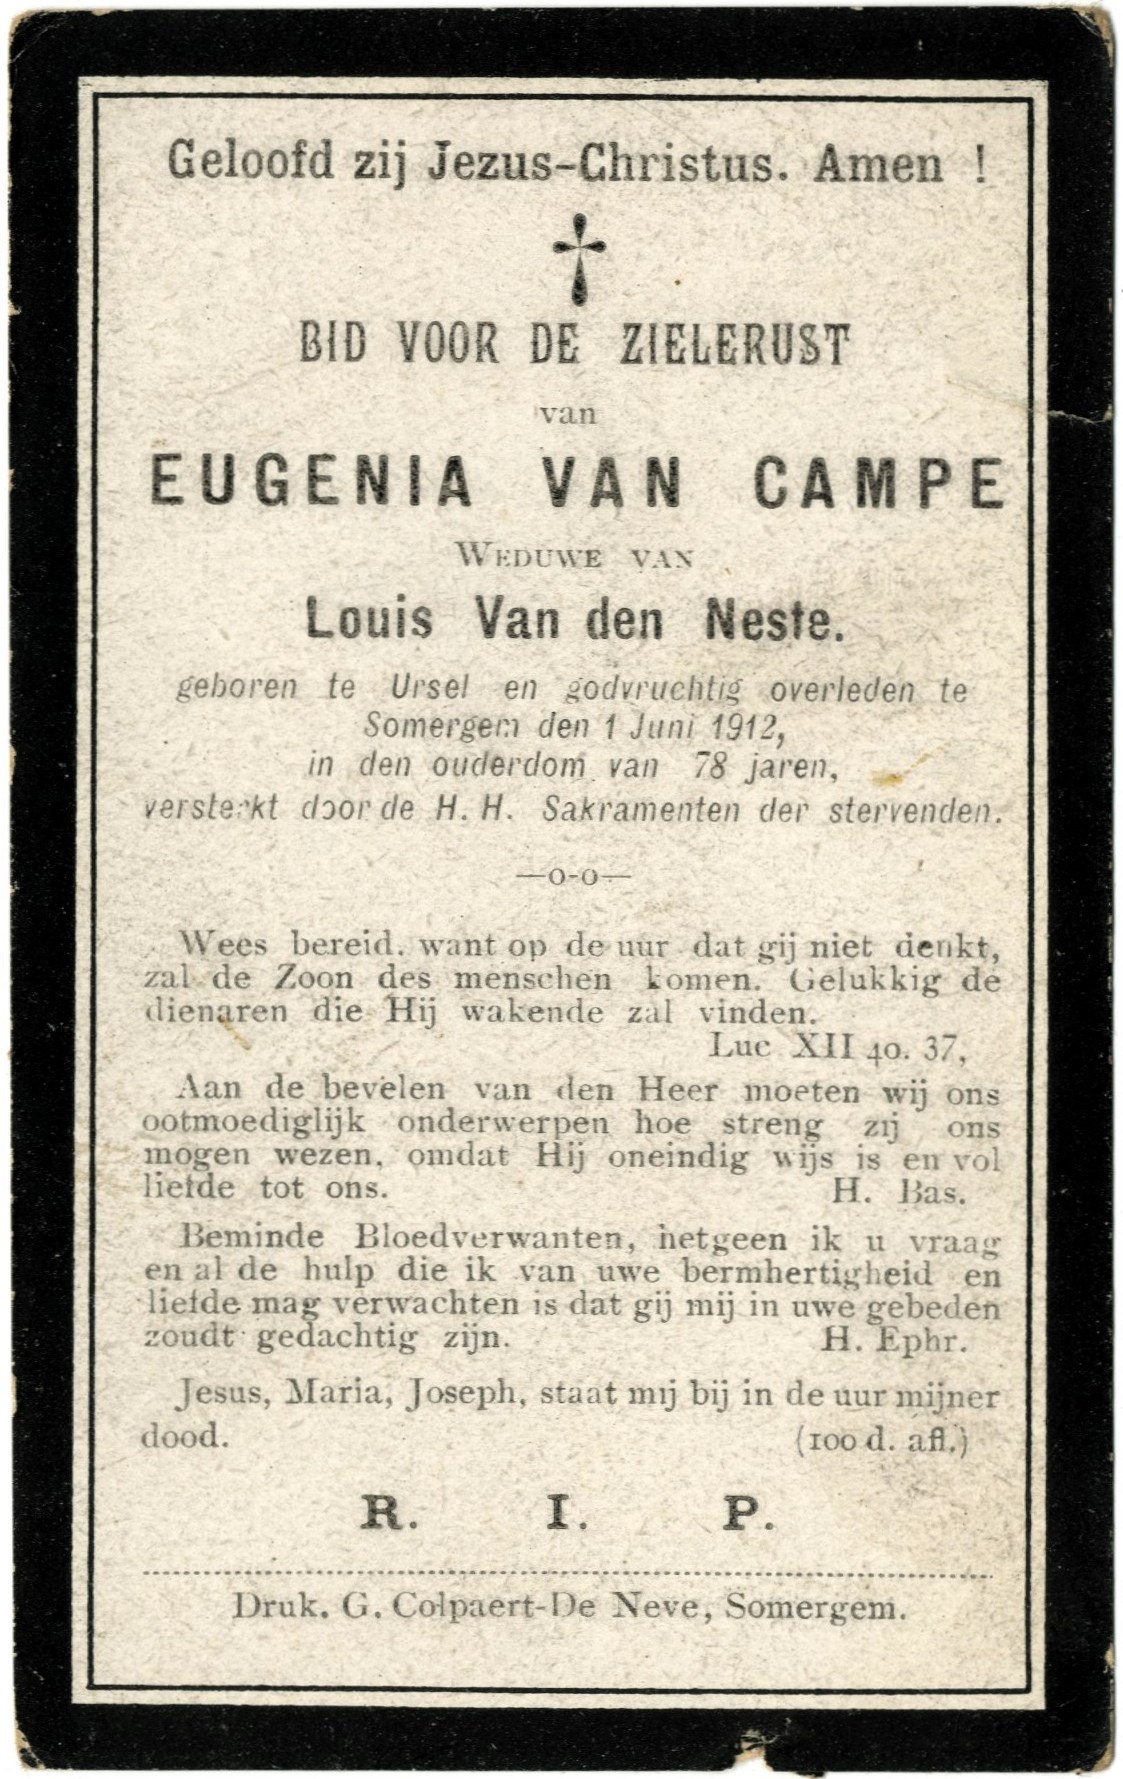 Geloofd zij Jezus-Christus. Amen !
BID VOOR DE ZIELERUST
van
EUGENIA VAN CAMPE
WEDUWE VAN
Louis Van den Neste.
geboren te Ursel en godvruchtig overleden te
Somergem den 1 Juni 1912,
in den ouderdom van 78 jaren,
versterkt door de H. H. Sakramenten der stervenden.
—o-o—
Wees bereid. want op de uur dat gij niet denkt,
zal de Zoon des menschen komen. Gelukkig de
dienaren die Hij wakende zal vinden.
Luc XII 40. 37,
Aan de bevelen van den Heer moeten wij ons
ootmoediglijk onderwerpen hoe streng zij ons
mogen wezen, omdat Hij oneindig wijs is en vol
liefde tot ons. H. Bas.
Beminde Bloedverwanten, hetgeen ik u vraag
en al de hulp die ik van uwe bermhertigheid en
liefde mag verwachten is dat gij mij in uwe gebeden
zoudt gedachtig zijn. H. Ephr.
Jesus, Maria, Joseph, staat mij bij in de uur mijner
dood. (100 d. afl.)
R. I. P.
Druk. G. Colpaert-De Neve, Somergem.